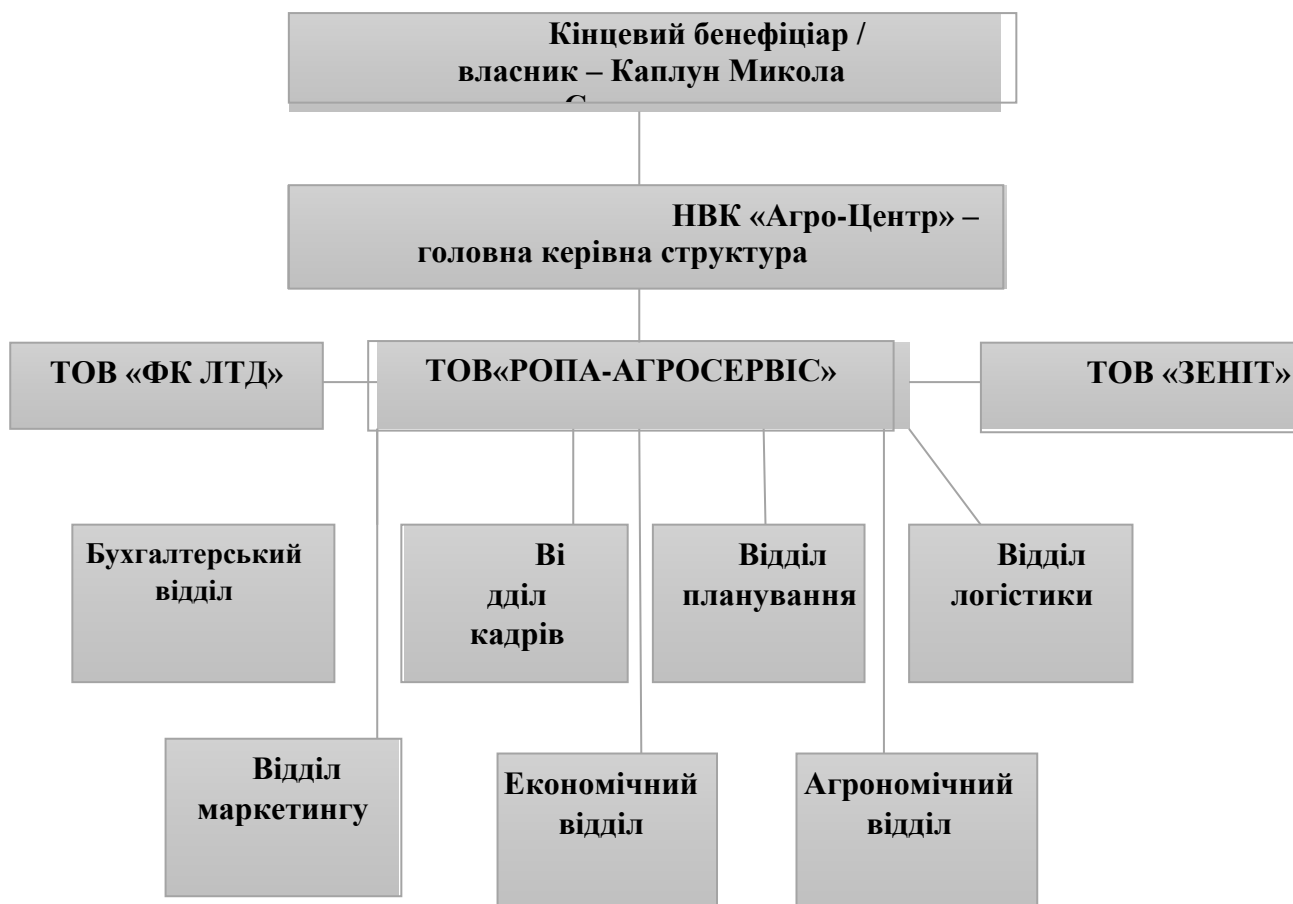 Кінцевий бенефіціар /
власник – Каплун Микола
НВК «Агро-Центр» –
головна керівна структура
ТОВ «ФК ЛТД»
ТОВ«РОПА-АГРОСЕРВІС»
ТОВ «ЗЕНІТ»
Бухгалтерський
відділ
Ві
дділ
кадрів
Відділ
планування
Відділ
логістики
Відділ
маркетингу
Економічний
відділ
Агрономічний
відділ